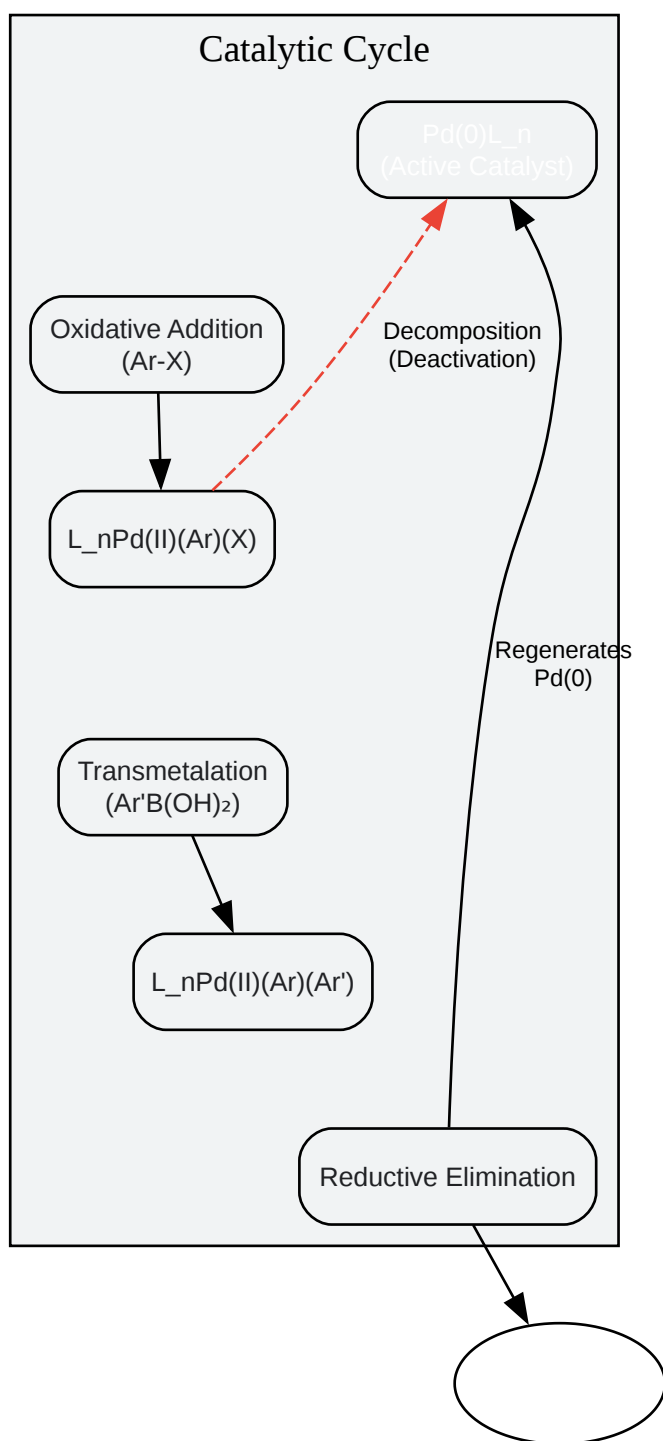 Catalytic Cycle
Pd(0)L_n
(Active Catalyst)
Oxidative Addition
(Ar-X)
Decomposition
(Deactivation)
L_nPd(II)(Ar)(X)
Regenerates
Pd(0)
Transmetalation
(Ar'B(OH)₂)
L_nPd(II)(Ar)(Ar')
Reductive Elimination